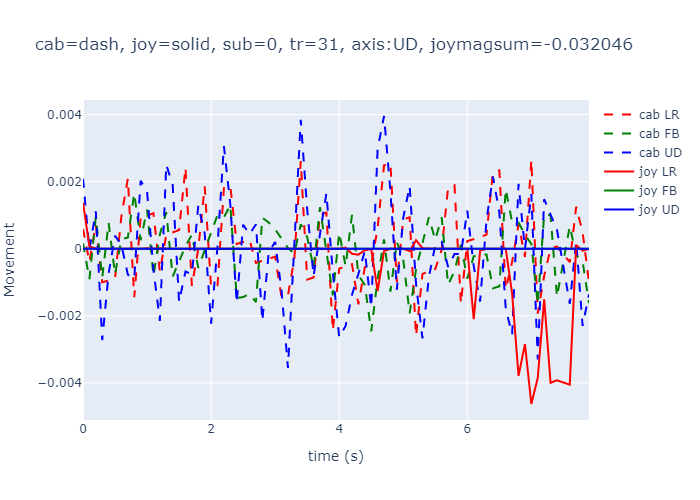 cab=dash, joy=solid, sub=0, tr=31, axis:UD, joymagsum=-0.032046
Movement
0.004
0.002
0
−0.002
−0.004
0 2 4 6
time (s)
cab LR
cab FB
cab UD
joy LR
joy FB
joy UD